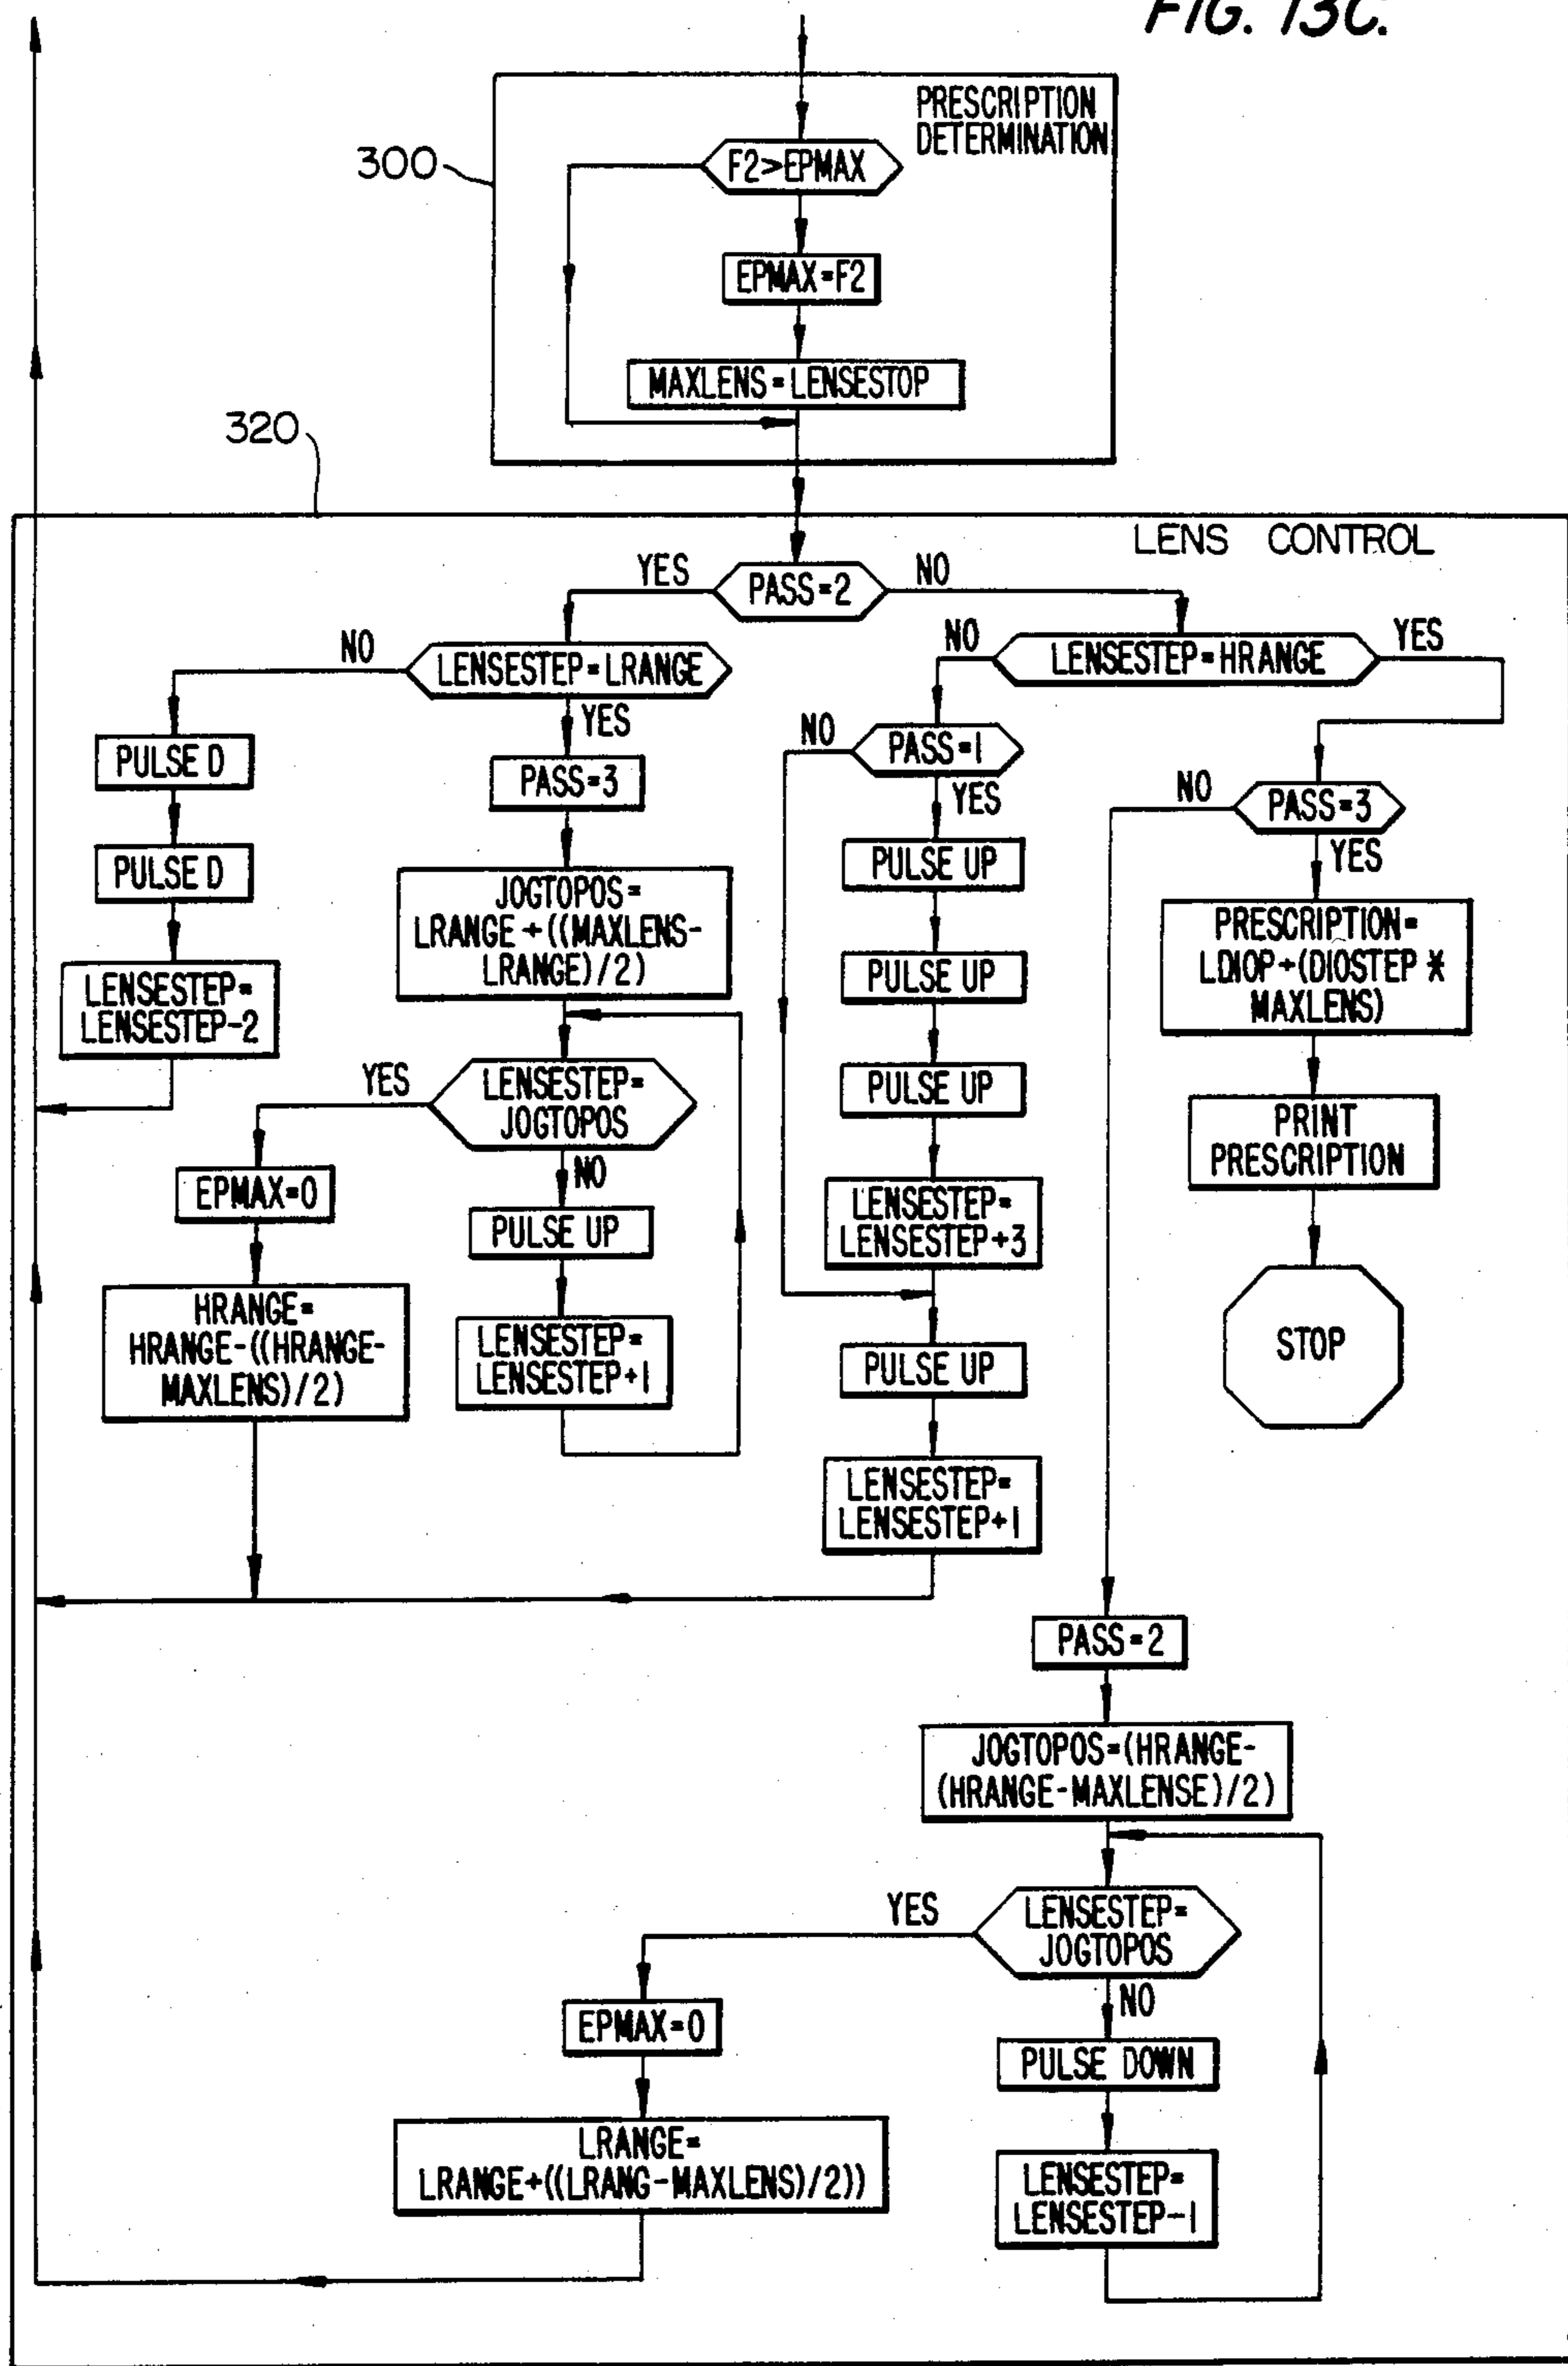 FIG. 13C.
PRESCRIPTION
DETERMINATION
300
F2>EPMAX
EPMAX=F2
MAXLENS=LENSESTOP
320
LENS CONTROL
YES
PASS=2
NO
NO
LENSESTEP=LRANGE
YES
NO
LENSESTEP=HRANGE
YES
PULSE D
PULSE D
LENSESTEP=
LENSESTEP-2
PASS=3
JOGTOPOS=
LRANGE+((MAXLENS-
LRANGE)/2)
YES
LENSESTEP=
JOGTOPOS
NO
EPMAX=0
HRANGE=
HRANGE-((HRANGE-
MAXLENS)/2)
PULSE UP
LENSESTEP=
LENSESTEP+1
NO
PASS=1
YES
PULSE UP
PULSE UP
PULSE UP
LENSESTEP=
LENSESTEP+3
PULSE UP
LENSESTEP=
LENSESTEP+1
NO
PASS=3
YES
PRESCRIPTION=
LDIOP+(DIOSTEP *
MAXLENS)
PRINT
PRESCRIPTION
STOP
PASS=2
JOGTOPOS=(HRANGE-
(HRANGE-MAXLENSE)/2)
YES
LENSESTEP=
JOGTOPOS
NO
EPMAX=0
LRANGE=
LRANGE+((LRANG-MAXLENS)/2))
PULSE DOWN
LENSESTEP=
LENSESTEP-1